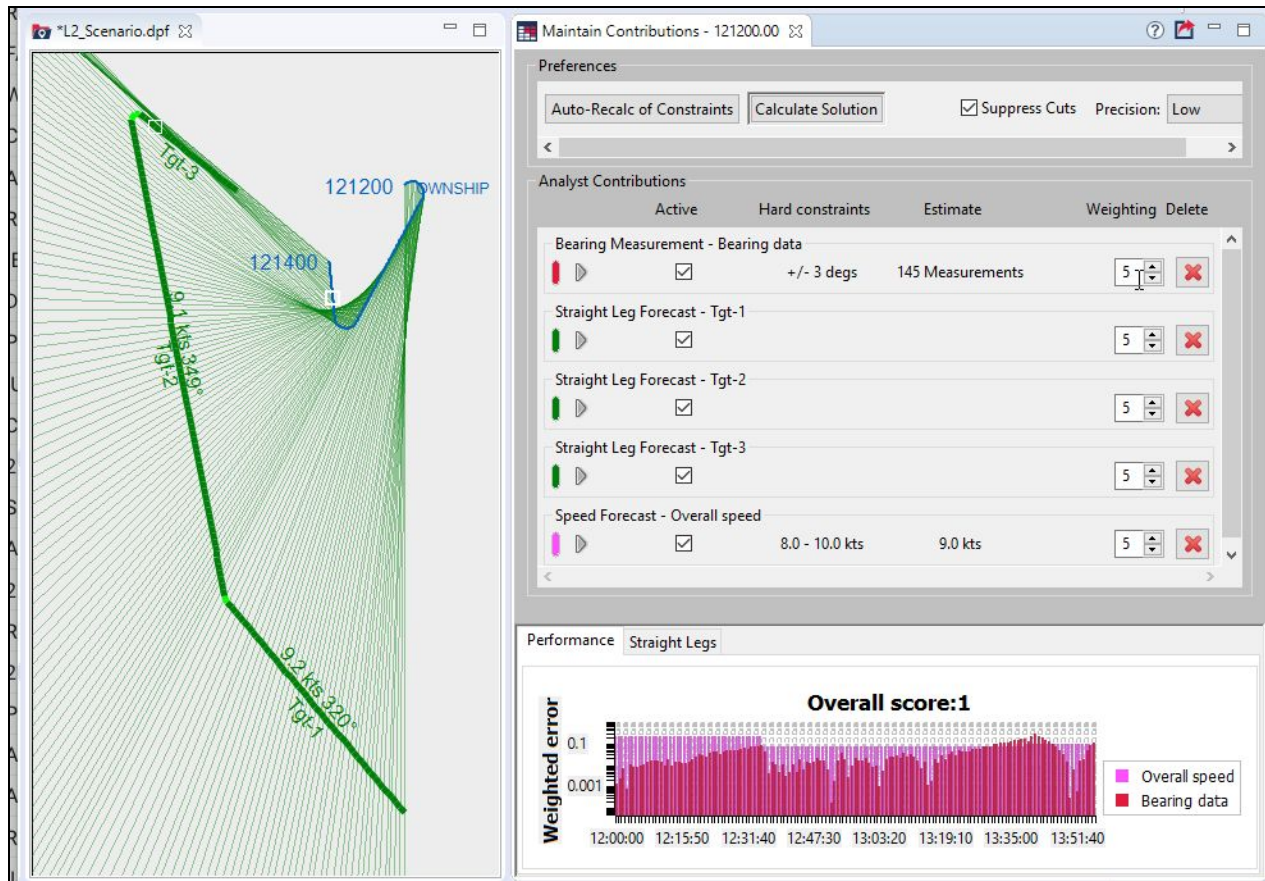 *L2_Scenario.dpf
Tgt-3
121200
OWNSHIP
121400
9.1 kts 349°
Tgt-2
9.2 kts 320°
Tgt-1
Maintain Contributions - 121200.00
Preferences
Auto-Recalc of Constraints
Calculate Solution
Suppress Cuts
Precision:
Low
Analyst Contributions
Active Hard constraints Estimate Weighting Delete
Bearing Measurement - Bearing data
+/- 3 degs 145 Measurements 5
Straight Leg Forecast - Tgt-1
5
Straight Leg Forecast - Tgt-2
5
Straight Leg Forecast - Tgt-3
5
Speed Forecast - Overall speed
8.0 - 10.0 kts 9.0 kts 5
Performance Straight Legs
Overall score:1
Weighted error
0.1
0.001
12:00:00 12:15:50 12:31:40 12:47:30 13:03:20 13:19:10 13:35:00 13:51:40
Overall speed
Bearing data